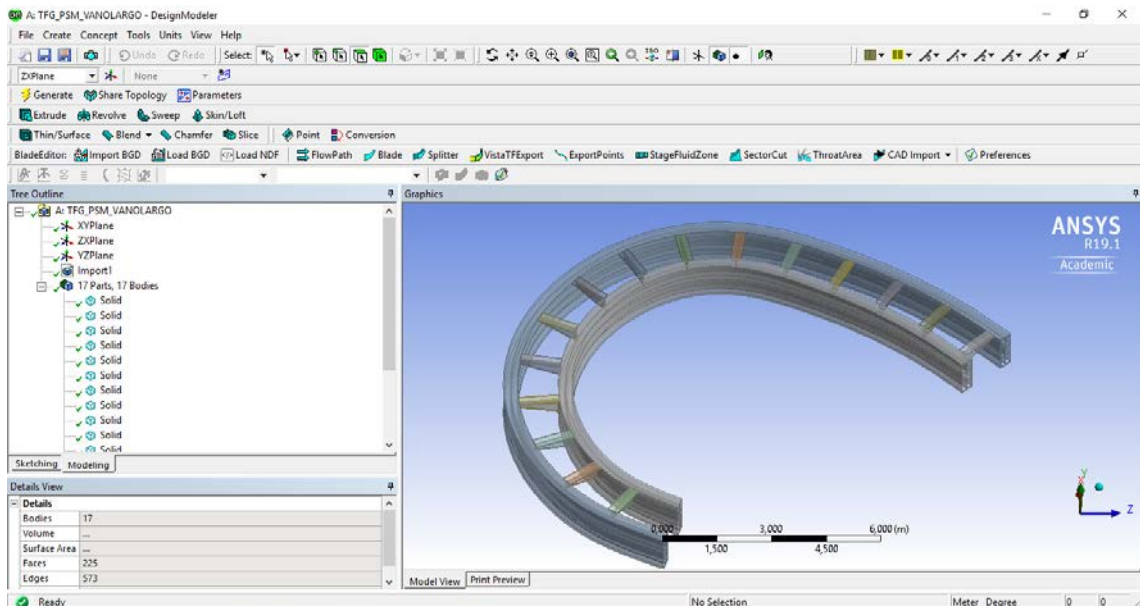 A: TFG_PSM_VANOLARGO - DesignModeler
File Create Concept Tools Units View Help
Undo Redo Select:
ZXPlane None
Generate Share Topology Parameters
Extrude Revolve Sweep Skin/Loft
Thin/Surface Blend Chamfer Slice Point Conversion
BladeEditor: Import BGD Load BGD Load NDF FlowPath Blade Splitter VistaTFExport ExportPoints StageFluidZone SectorCut ThroatArea CAD Import Preferences
Tree Outline
A: TFG_PSM_VANOLARGO
XYPlane
ZXPlane
YZPlane
Import1
17 Parts, 17 Bodies
Solid
Solid
Solid
Solid
Solid
Solid
Solid
Solid
Solid
Solid
Solid
Sketching Modeling
Details View
Details
Bodies 17
Volume ...
Surface Area ...
Faces 225
Edges 573
Graphics
ANSYS
R19.1
Academic
0,000 3,000 6,000 (m)
1,500 4,500
Y
X
Z
Model View Print Preview
Ready No Selection Meter Degree 0 0